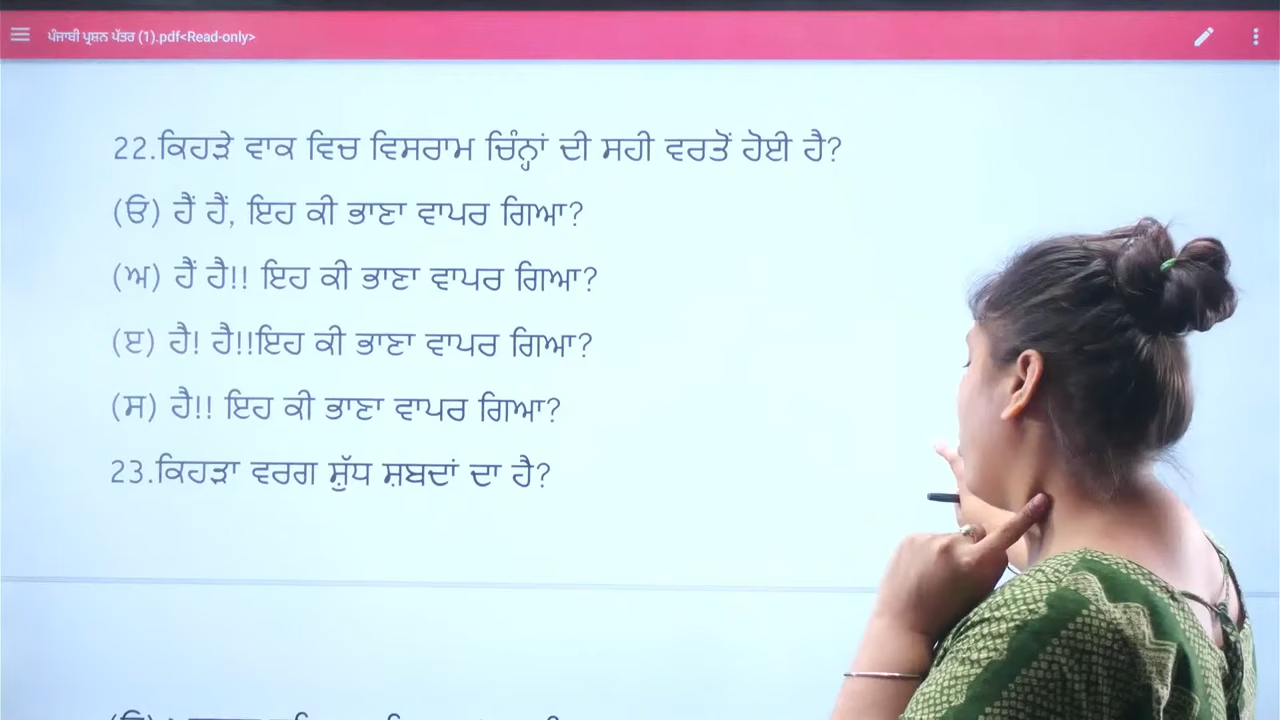 ਪੰਜਾਬੀ ਪ੍ਰਸ਼ਨ ਪੱਤਰ (1).pdf<Read-only>
22.ਕਿਹੜੇ ਵਾਕ ਵਿਚ ਵਿਸਰਾਮ ਚਿੰਨ੍ਹਾਂ ਦੀ ਸਹੀ ਵਰਤੋਂ ਹੋਈ ਹੈ?
(ੳ) ਹੈਂ ਹੈਂ, ਇਹ ਕੀ ਭਾਣਾ ਵਾਪਰ ਗਿਆ?
(ਅ) ਹੈਂ ਹੈ!! ਇਹ ਕੀ ਭਾਣਾ ਵਾਪਰ ਗਿਆ?
(ੲ) ਹੈ! ਹੈ!!ਇਹ ਕੀ ਭਾਣਾ ਵਾਪਰ ਗਿਆ?
(ਸ) ਹੈ!! ਇਹ ਕੀ ਭਾਣਾ ਵਾਪਰ ਗਿਆ?
23.ਕਿਹੜਾ ਵਰਗ ਸ਼ੁੱਧ ਸ਼ਬਦਾਂ ਦਾ ਹੈ?